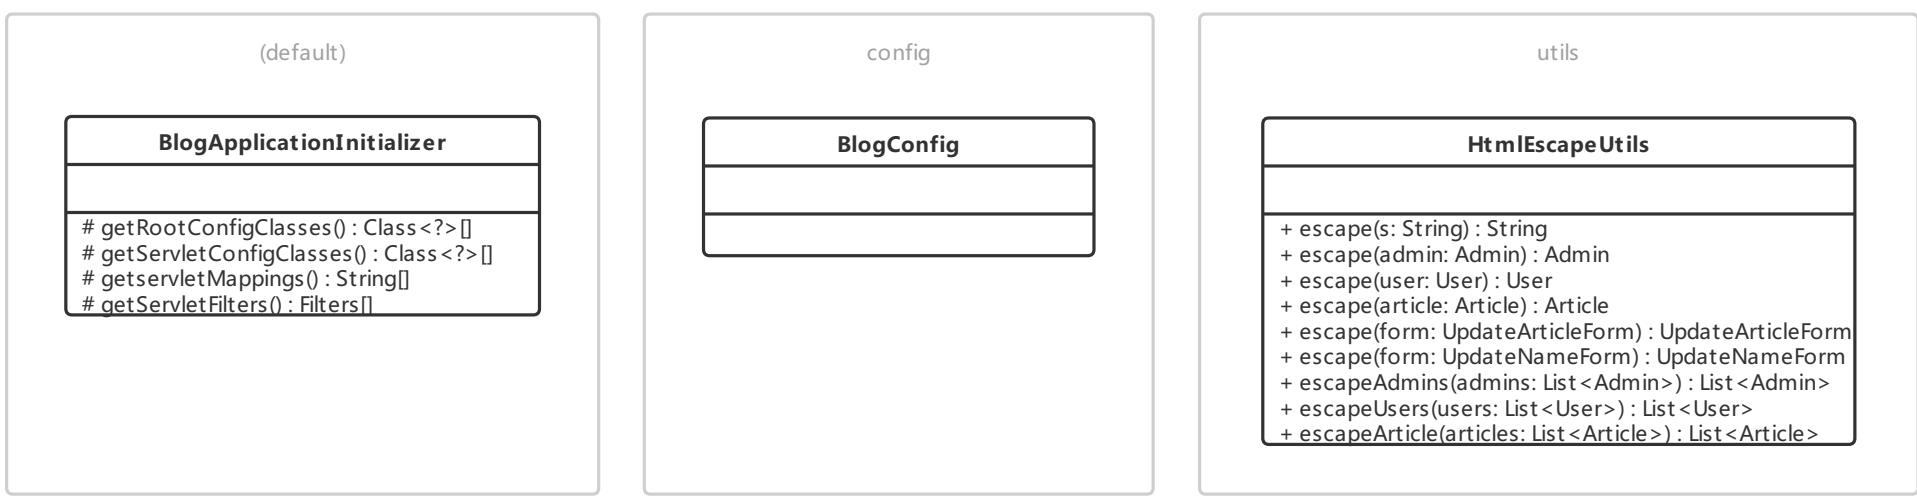 (default)
BlogApplicationInitializer
# getRootConfigClasses() : Class<?>[]
# getServletConfigClasses() : Class<?>[]
# getservletMappings() : String[]
# getServletFilters() : Filters[]
config
BlogConfig
utils
HtmlEscapeUtils
+ escape(s: String) : String
+ escape(admin: Admin) : Admin
+ escape(user: User) : User
+ escape(article: Article) : Article
+ escape(form: UpdateArticleForm) : UpdateArticleForm
+ escape(form: UpdateNameForm) : UpdateNameForm
+ escapeAdmins(admins: List<Admin>) : List<Admin>
+ escapeUsers(users: List<User>) : List<User>
+ escapeArticle(articles: List<Article>) : List<Article>